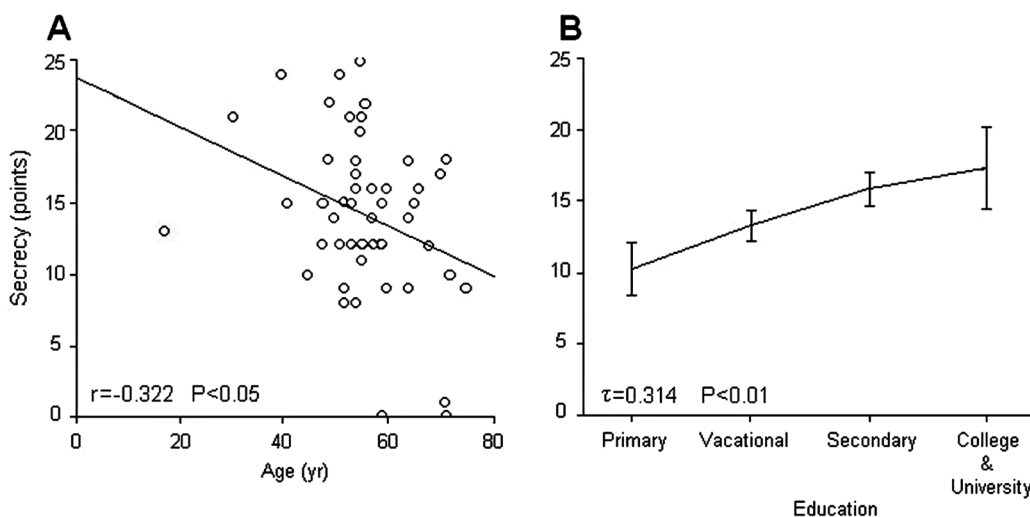 A
25
20
15
10
5
0
Secrecy (points)
r=-0.322 P<0.05
0 20 40 60 80
Age (yr)
B
25
20
15
10
5
0
τ=0.314 P<0.01
Primary Vacational Secondary College
&
University
Education